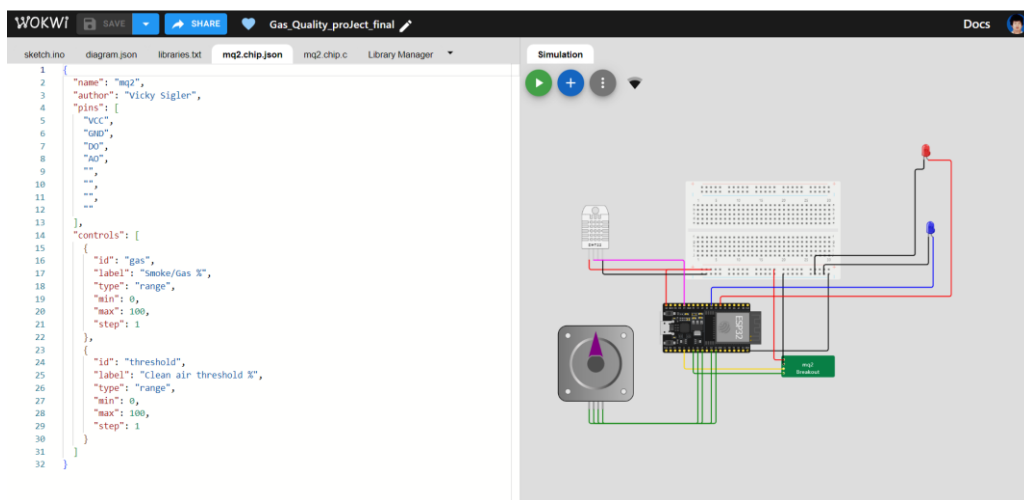 WOKWI SAVE SHARE Gas_Quality_proJect_final Docs
sketch.ino diagram.json libraries.txt mq2.chip.json mq2.chip.c Library Manager Simulation
1 {
2 "name": "mq2",
3 "author": "Vicky Sigler",
4 "pins": [
5 "VCC",
6 "GND",
7 "DO",
8 "AO",
9 "",
10 "",
11 "",
12 ""
13 ],
14 "controls": [
15 {
16 "id": "gas",
17 "label": "Smoke/Gas %",
18 "type": "range",
19 "min": 0,
20 "max": 100,
21 "step": 1
22 },
23 {
24 "id": "threshold",
25 "label": "Clean air threshold %",
26 "type": "range",
27 "min": 0,
28 "max": 100,
29 "step": 1
30 }
31 ]
32 }
ESP32
mq2
Breakout